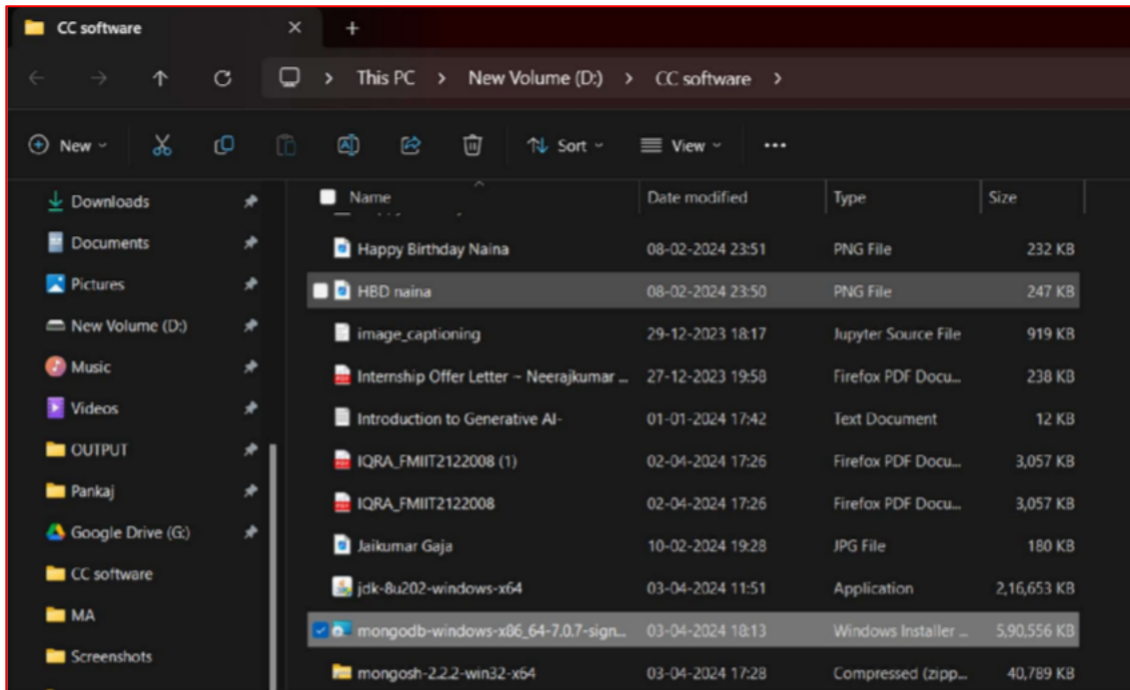 CC software
This PC > New Volume (D:) > CC software >
New Sort View ...
Name Date modified Type Size
Downloads
Documents
Pictures
New Volume (D:)
Music
Videos
OUTPUT
Pankaj
Google Drive (G:)
CC software
MA
Screenshots
Happy Birthday Naina 08-02-2024 23:51 PNG File 232 KB
HBD naina 08-02-2024 23:50 PNG File 247 KB
image_captioning 29-12-2023 18:17 Jupyter Source File 919 KB
Internship Offer Letter – Neerajkumar ... 27-12-2023 19:58 Firefox PDF Docu... 238 KB
Introduction to Generative AI- 01-01-2024 17:42 Text Document 12 KB
IQRA_FMIIT2122008 (1) 02-04-2024 17:26 Firefox PDF Docu... 3,057 KB
IQRA_FMIIT2122008 02-04-2024 17:26 Firefox PDF Docu... 3,057 KB
Jaikumar Gaja 10-02-2024 19:28 JPG File 180 KB
jdk-8u202-windows-x64 03-04-2024 11:51 Application 2,16,653 KB
mongodb-windows-x86_64-7.0.7-sign... 03-04-2024 18:13 Windows Installer ... 5,90,556 KB
mongosh-2.2.2-win32-x64 03-04-2024 17:28 Compressed (zipp... 40,789 KB